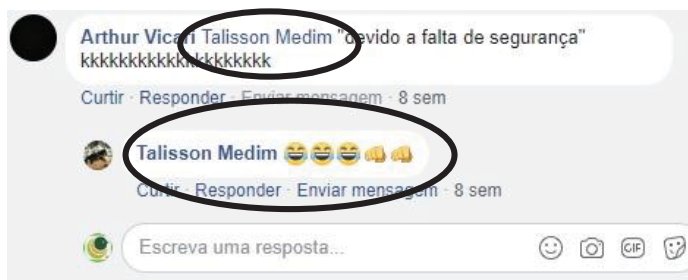 Arthur Vicari Talisson Medim "devido a falta de segurança"
kkkkkkkkkkkkkkkkkkkk
Curtir · Responder · Enviar mensagem · 8 sem
Talisson Medim 😆😆😆👊👊
Curtir · Responder · Enviar mensagem · 8 sem
Escreva uma resposta...
GIF